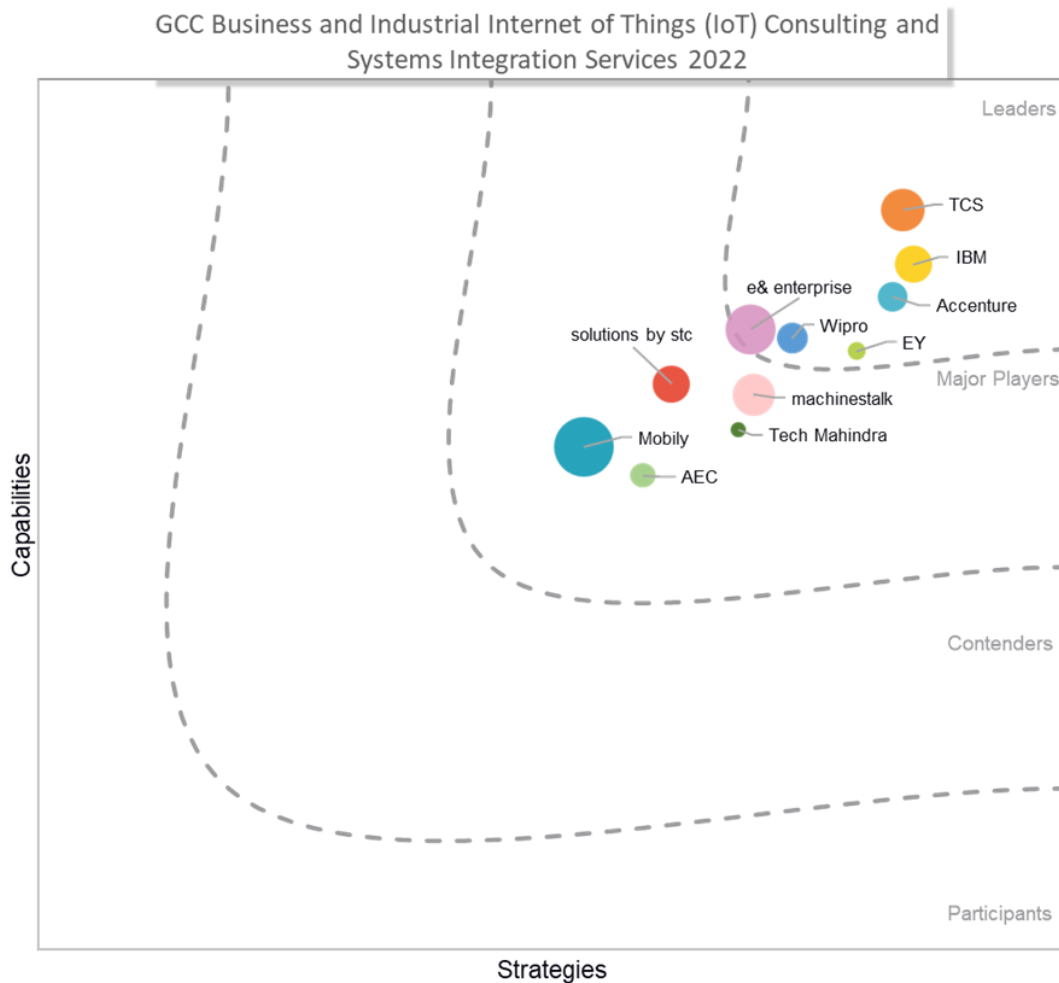 GCC Business and Industrial Internet of Things (IoT) Consulting and
Systems Integration Services 2022
Leaders
TCS
IBM
e& enterprise
Accenture
Wipro
solutions by stc
EY
Major Players
machinestalk
Tech Mahindra
Mobily
AEC
Capabilities
Contenders
Participants
Strategies